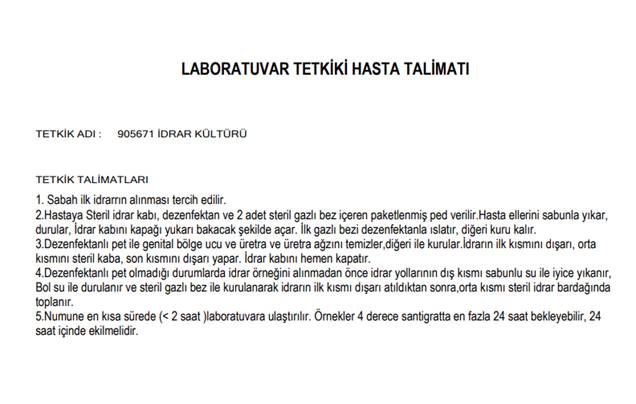 LABORATUVAR TETKİKİ HASTA TALİMATI
TETKİK ADI : 905671 İDRAR KÜLTÜRÜ
TETKİK TALİMATLARI
1. Sabah ilk idrarrın alınması tercih edilir.
2.Hastaya Steril idrar kabı, dezenfektan ve 2 adet steril gazlı bez içeren paketlenmiş ped verilir.Hasta ellerini sabunla yıkar,
durular, İdrar kabını kapağı yukarı bakacak şekilde açar. İlk gazlı bezi dezenfektanla ıslatır, diğeri kuru kalır.
3.Dezenfektanlı pet ile genital bölge ucu ve üretra ve üretra ağzını temizler,diğeri ile kurular.İdrarın ilk kısmını dışarı, orta
kısmını steril kaba, son kısmını dışarı yapar. İdrar kabını hemen kapatır.
4.Dezenfektanlı pet olmadığı durumlarda idrar örneğini alınmadan önce idrar yollarının dış kısmı sabunlu su ile iyice yıkanır,
Bol su ile durulanır ve steril gazlı bez ile kurulanarak idrarın ilk kısmı dışarı atıldıktan sonra,orta kısmı steril idrar bardağında
toplanır.
5.Numune en kısa sürede (< 2 saat )laboratuvara ulaştırılır. Örnekler 4 derece santigratta en fazla 24 saat bekleyebilir, 24
saat içinde ekilmelidir.